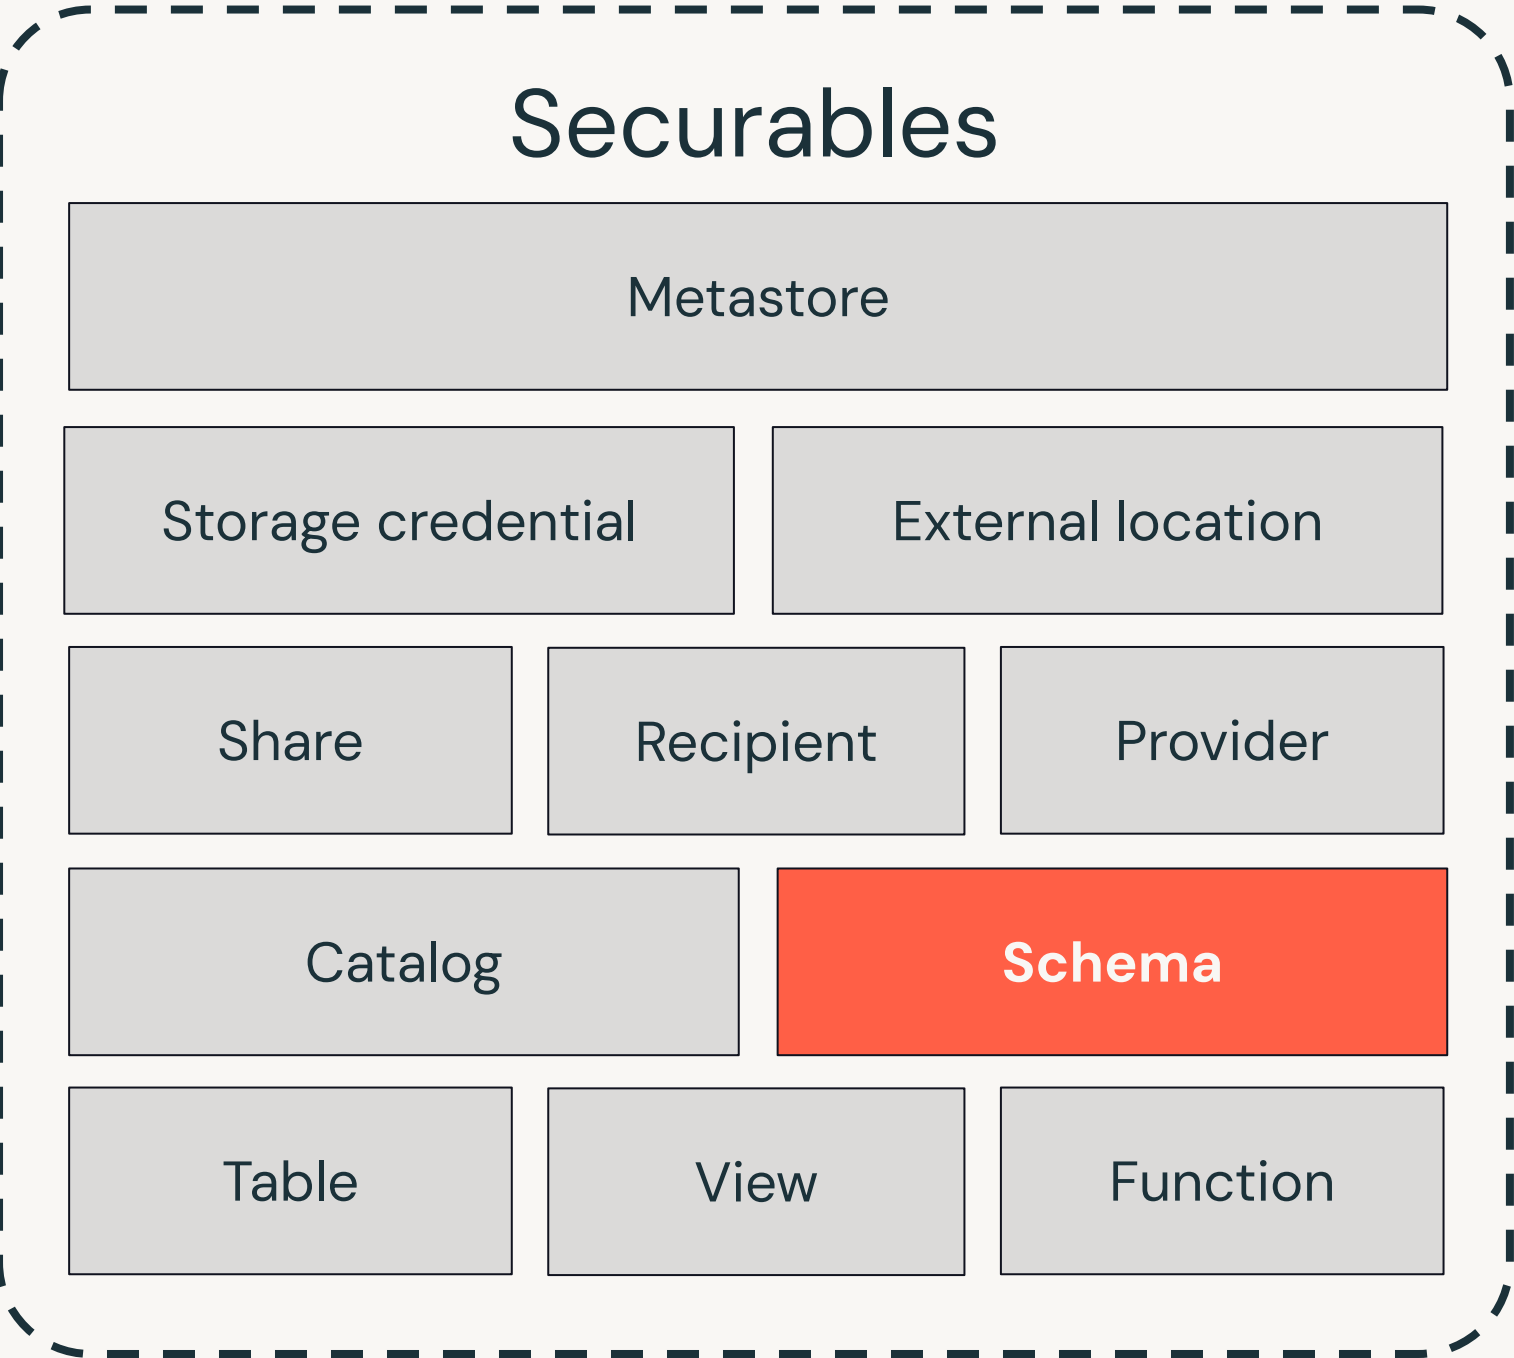 Securables
Metastore
Storage credential
External location
Share
Recipient
Provider
Catalog
Schema
Table
View
Function